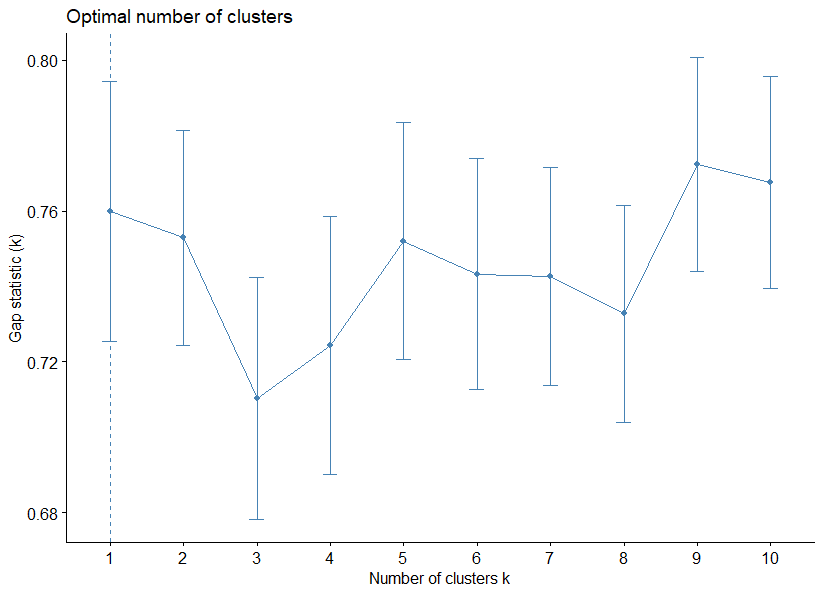 Optimal number of clusters
0.80
0.76
0.72
0.68
Gap statistic (k)
1 2 3 4 5 6 7 8 9 10
Number of clusters k